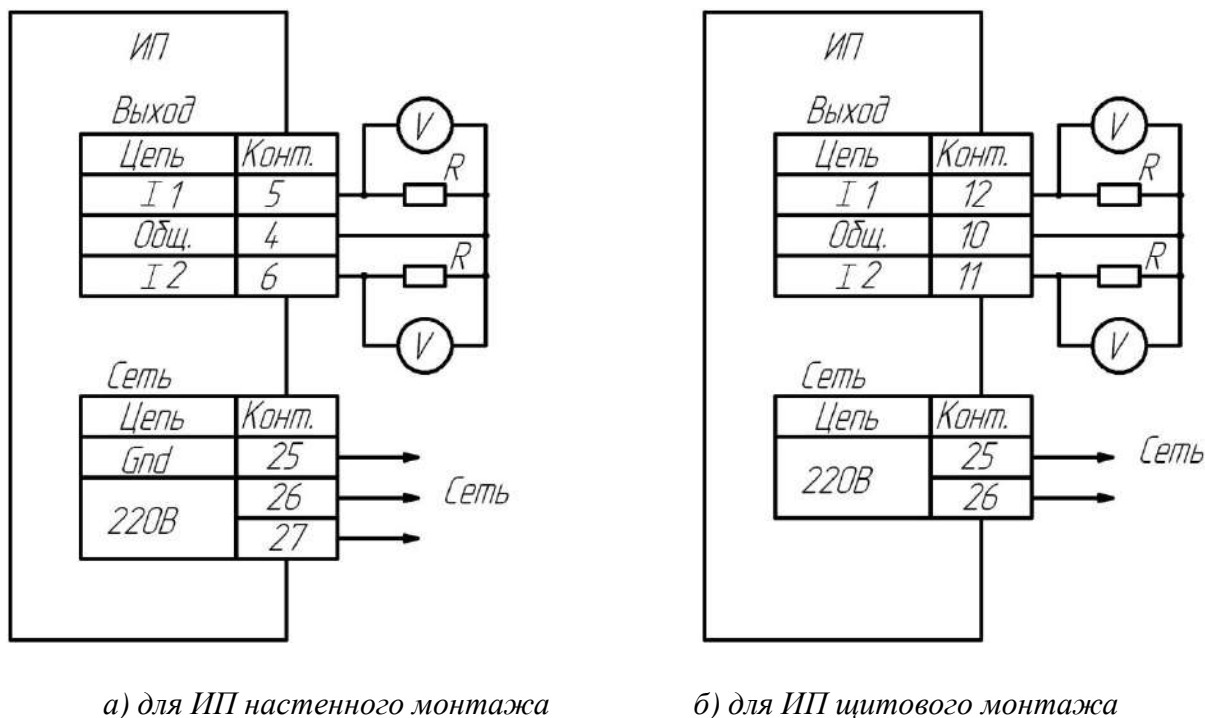 ИП
Выход
Цепь Конт.
I 1 5
Общ. 4
I 2 6
V
R
R
V
Сеть
Цепь Конт.
Gnd 25
220В 26
27
Сеть
а) для ИП настенного монтажа
ИП
Выход
Цепь Конт.
I 1 12
Общ. 10
I 2 11
V
R
R
V
Сеть
Цепь Конт.
220В 25
26
Сеть
б) для ИП щитового монтажа